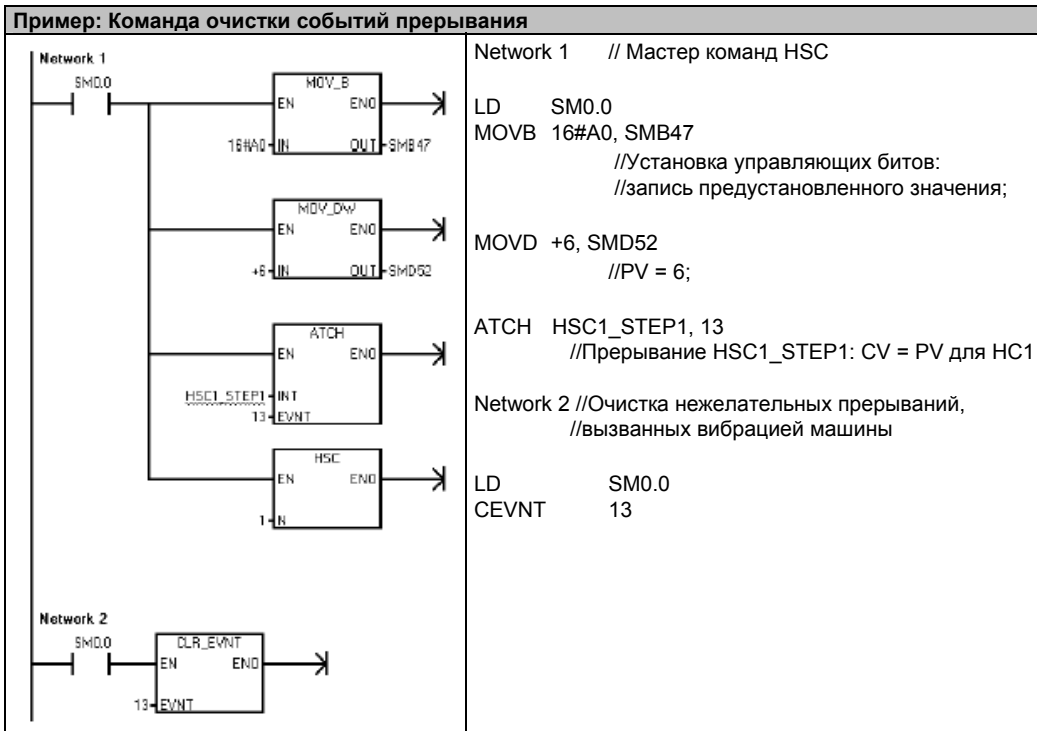 Пример: Команда очистки событий прерывания
Network 1
SM0.0
MOV_B
EN ENO
16#A0 IN OUT SMB47
MOV_DW
EN ENO
+6 IN OUT SMD52
ATCH
EN ENO
HSC1_STEP1 INT
13 EVNT
HSC
EN ENO
1 N
Network 2
SM0.0
CLR_EVNT
EN ENO
13 EVNT
Network 1 // Мастер команд HSC
LD SM0.0
MOVB 16#A0, SMB47
//Установка управляющих битов:
//запись предустановленного значения;
MOVD +6, SMD52
//PV = 6;
ATCH HSC1_STEP1, 13
//Прерывание HSC1_STEP1: CV = PV для HC1
Network 2 //Очистка нежелательных прерываний,
//вызванных вибрацией машины
LD SM0.0
CEVNT 13